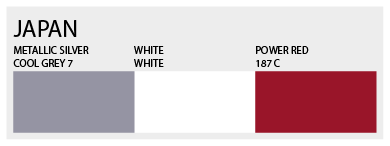 JAPAN
METALLIC SILVER WHITE POWER RED
COOL GREY 7 WHITE 187 C